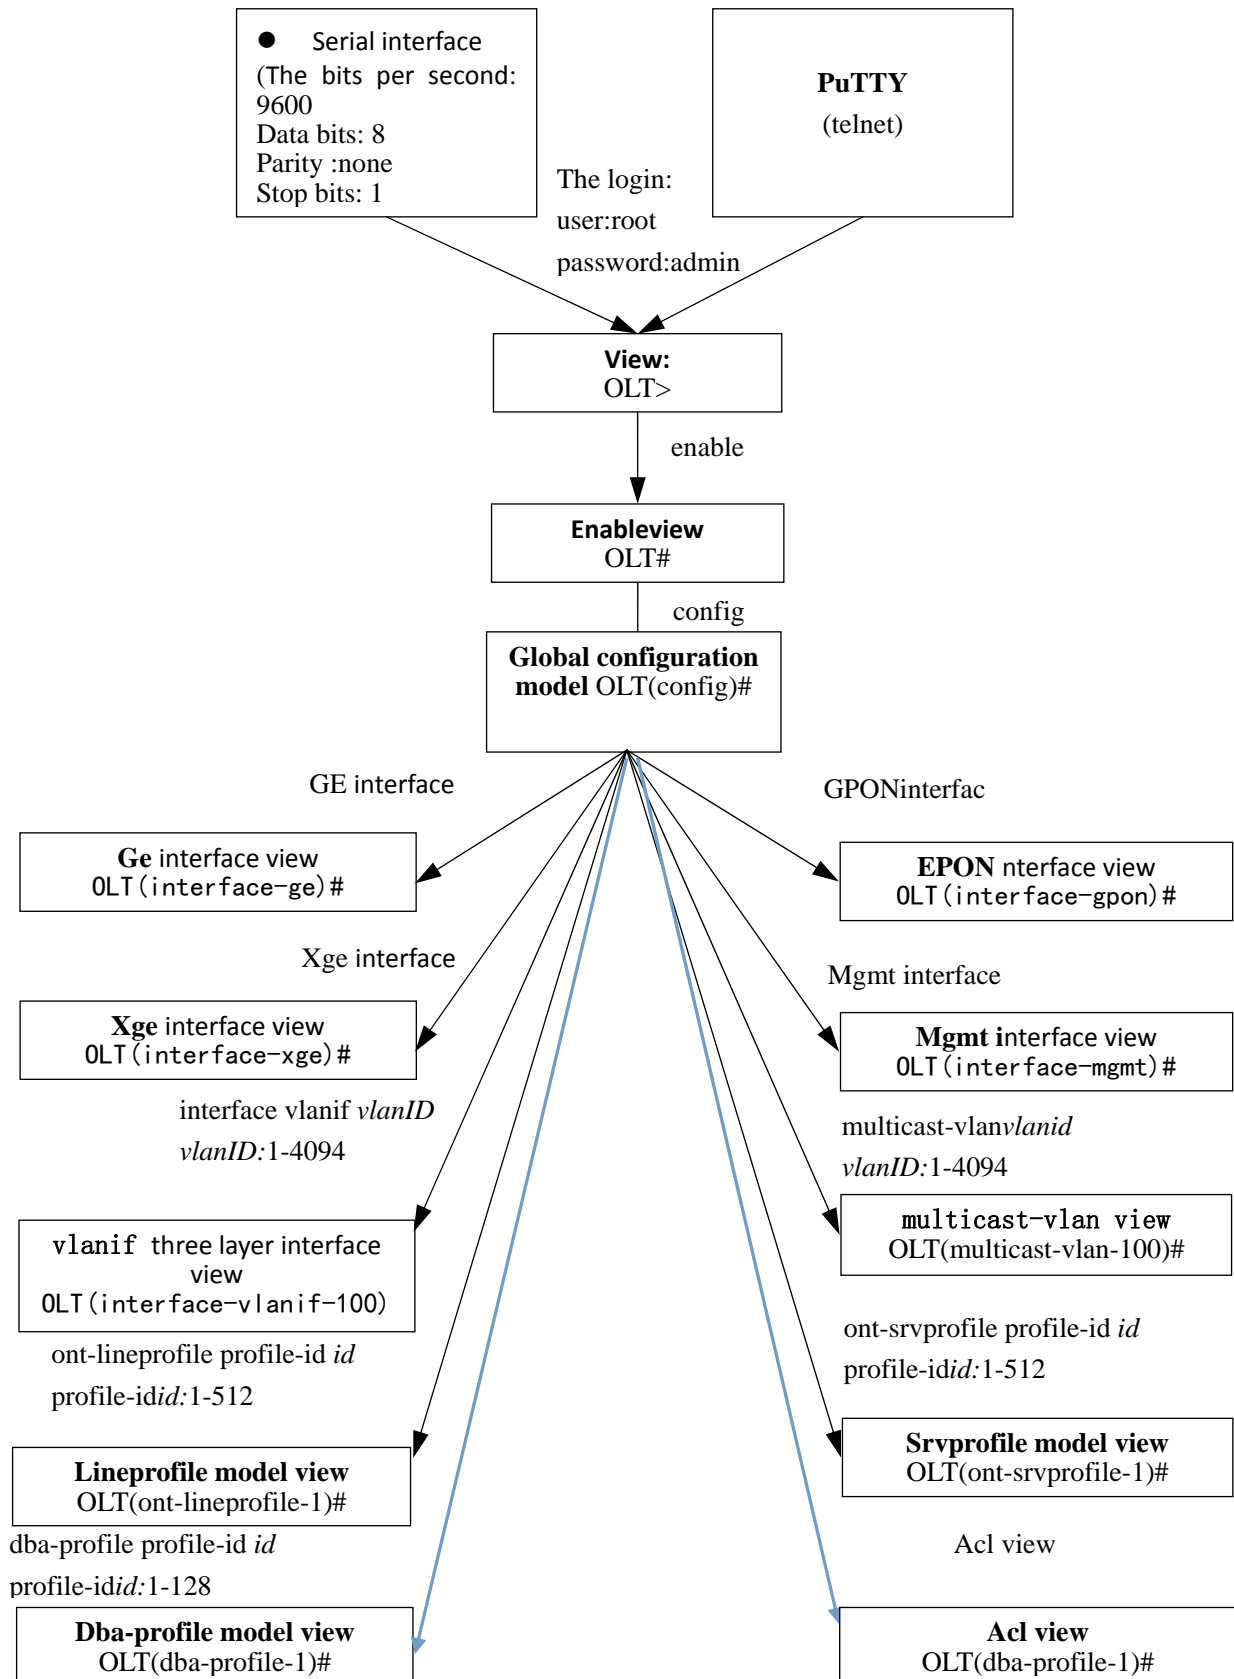 ● Serial interface
(The bits per second:
9600
Data bits: 8
Parity :none
Stop bits: 1
PuTTY
(telnet)
The login:
user:root
password:admin
View:
OLT>
enable
Enableview
OLT#
config
Global configuration
model OLT(config)#
GE interface
GPONinterfac
Ge interface view
OLT(interface-ge)#
EPON nterface view
OLT(interface-gpon)#
Xge interface
Mgmt interface
Xge interface view
OLT(interface-xge)#
Mgmt interface view
OLT(interface-mgmt)#
interface vlanif vlanID
vlanID:1-4094
multicast-vlanvlanid
vlanID:1-4094
vlanif three layer interface
view
OLT(interface-vlanif-100)
multicast-vlan view
OLT(multicast-vlan-100)#
ont-lineprofile profile-id id
profile-idid:1-512
ont-srvprofile profile-id id
profile-idid:1-512
Lineprofile model view
OLT(ont-lineprofile-1)#
Srvprofile model view
OLT(ont-srvprofile-1)#
dba-profile profile-id id
profile-idid:1-128
Acl view
Dba-profile model view
OLT(dba-profile-1)#
Acl view
OLT(dba-profile-1)#